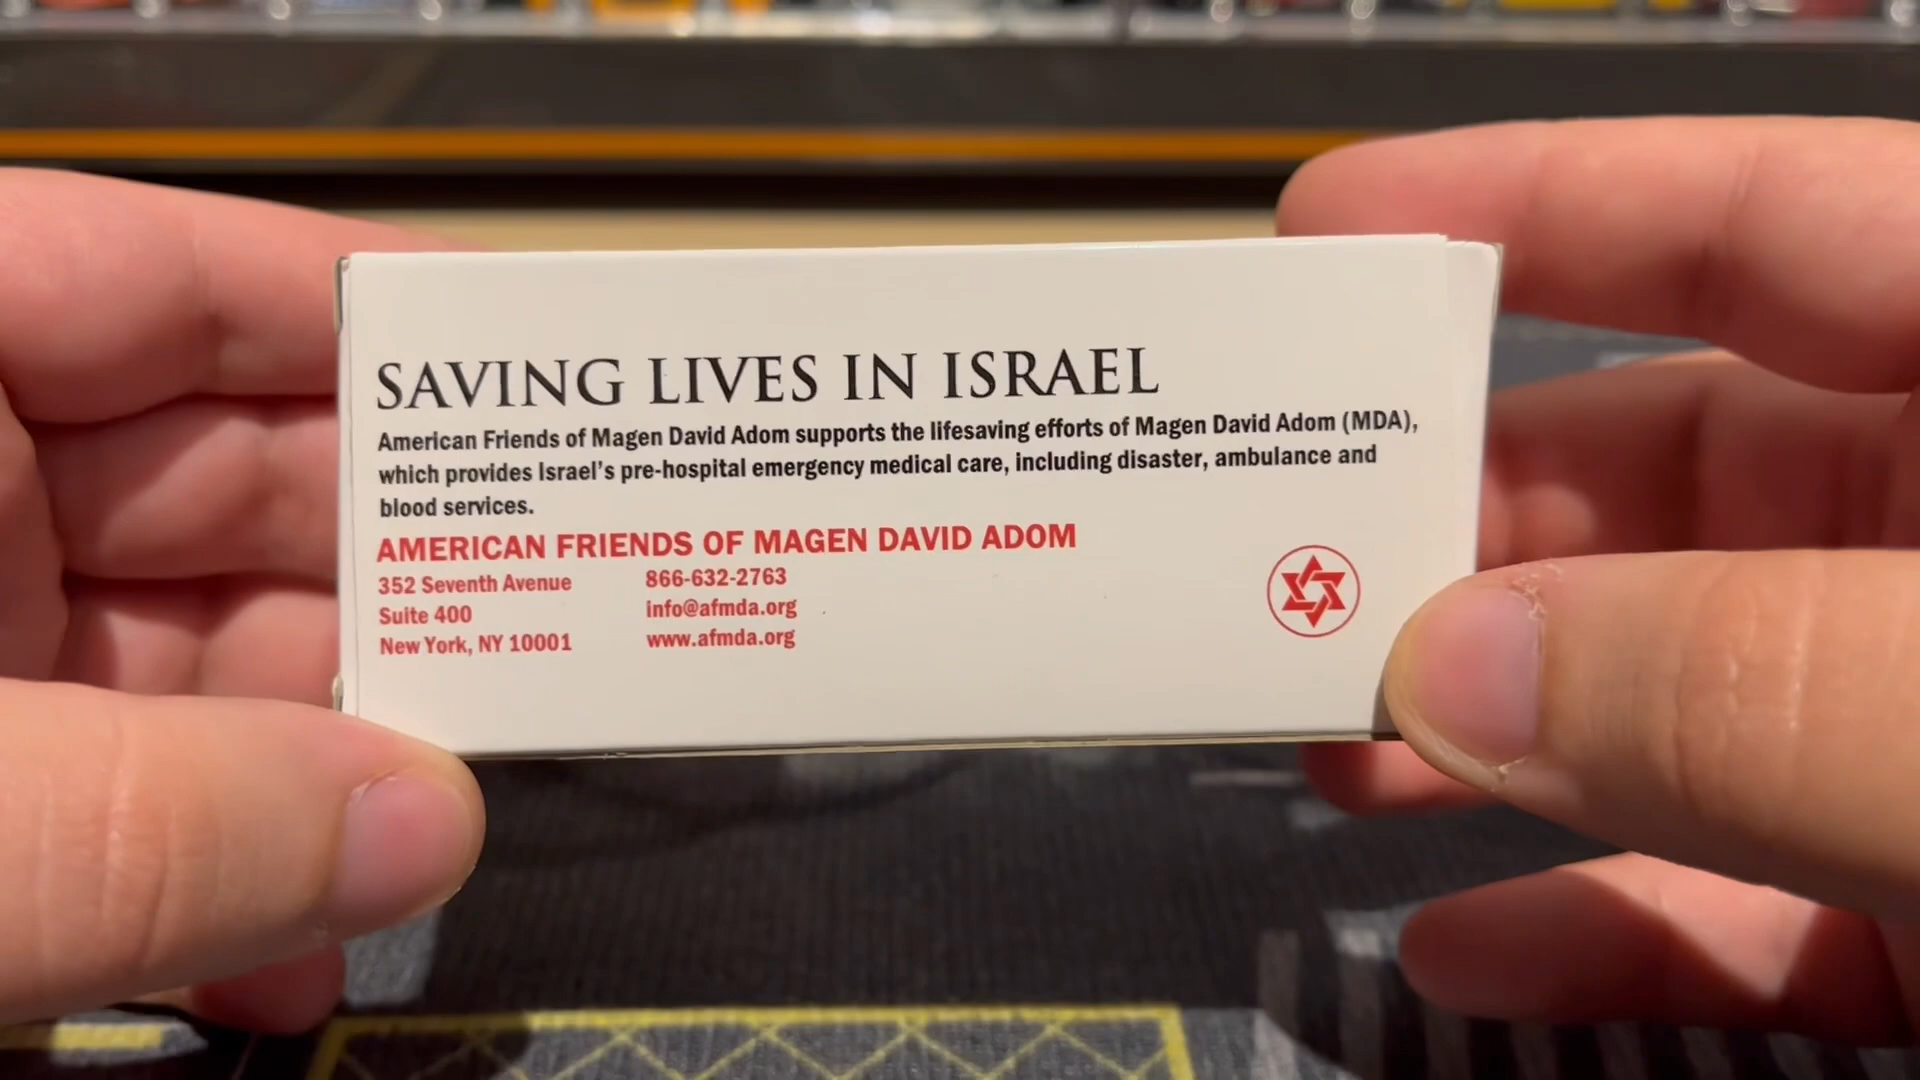 SAVING LIVES IN ISRAEL
American Friends of Magen David Adom supports the lifesaving efforts of Magen David Adom (MDA),
which provides Israel's pre-hospital emergency medical care, including disaster, ambulance and
blood services.
AMERICAN FRIENDS OF MAGEN DAVID ADOM
352 Seventh Avenue
Suite 400
New York, NY 10001
866-632-2763
info@afmda.org
www.afmda.org